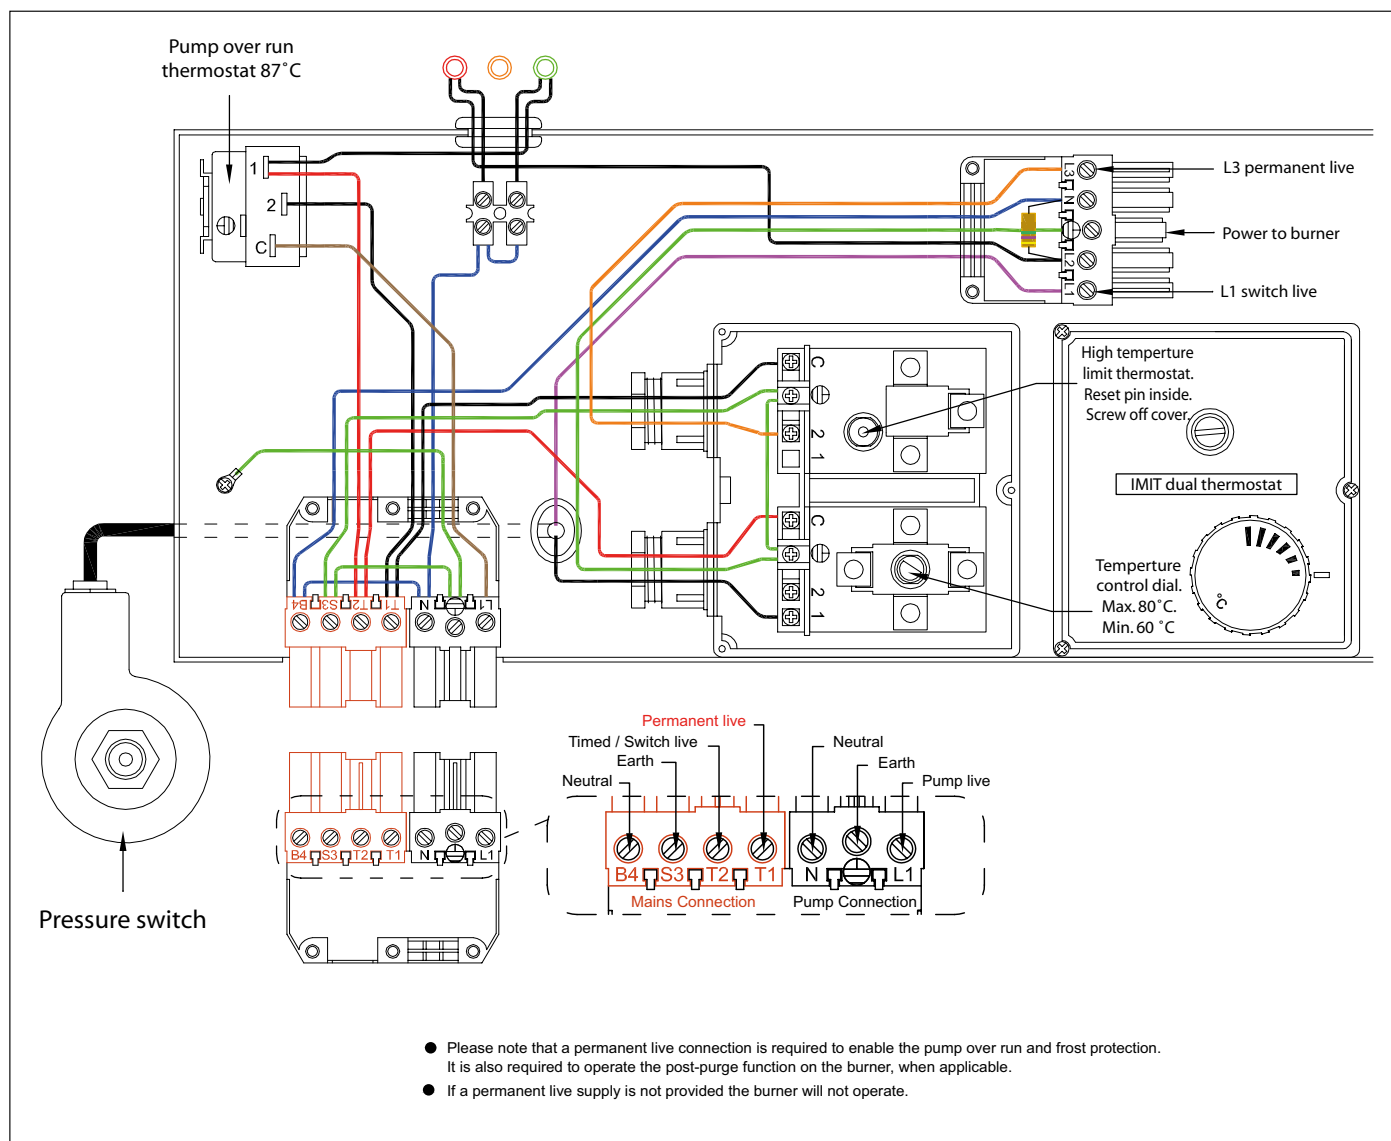 Pump over run
thermostat 87˚C
1
2
C
L3
N
L2
L1
L3 permanent live
Power to burner
L1 switch live
C
2
1
C
2
1
High temperture
limit thermostat.
Reset pin inside.
Screw off cover.
IMIT dual thermostat
Temperture
control dial.
Max. 80˚C.
Min. 60 ˚C
°C
B4 S3 T2 T1 N L1
Permanent live
Timed / Switch live
Earth
Neutral
Neutral
Earth
Pump live
B4 S3 T2 T1 N L1
B4 S3 T2 T1 N L1
Mains Connection
Pump Connection
Pressure switch
● Please note that a permanent live connection is required to enable the pump over run and frost protection.
It is also required to operate the post-purge function on the burner, when applicable.
● If a permanent live supply is not provided the burner will not operate.